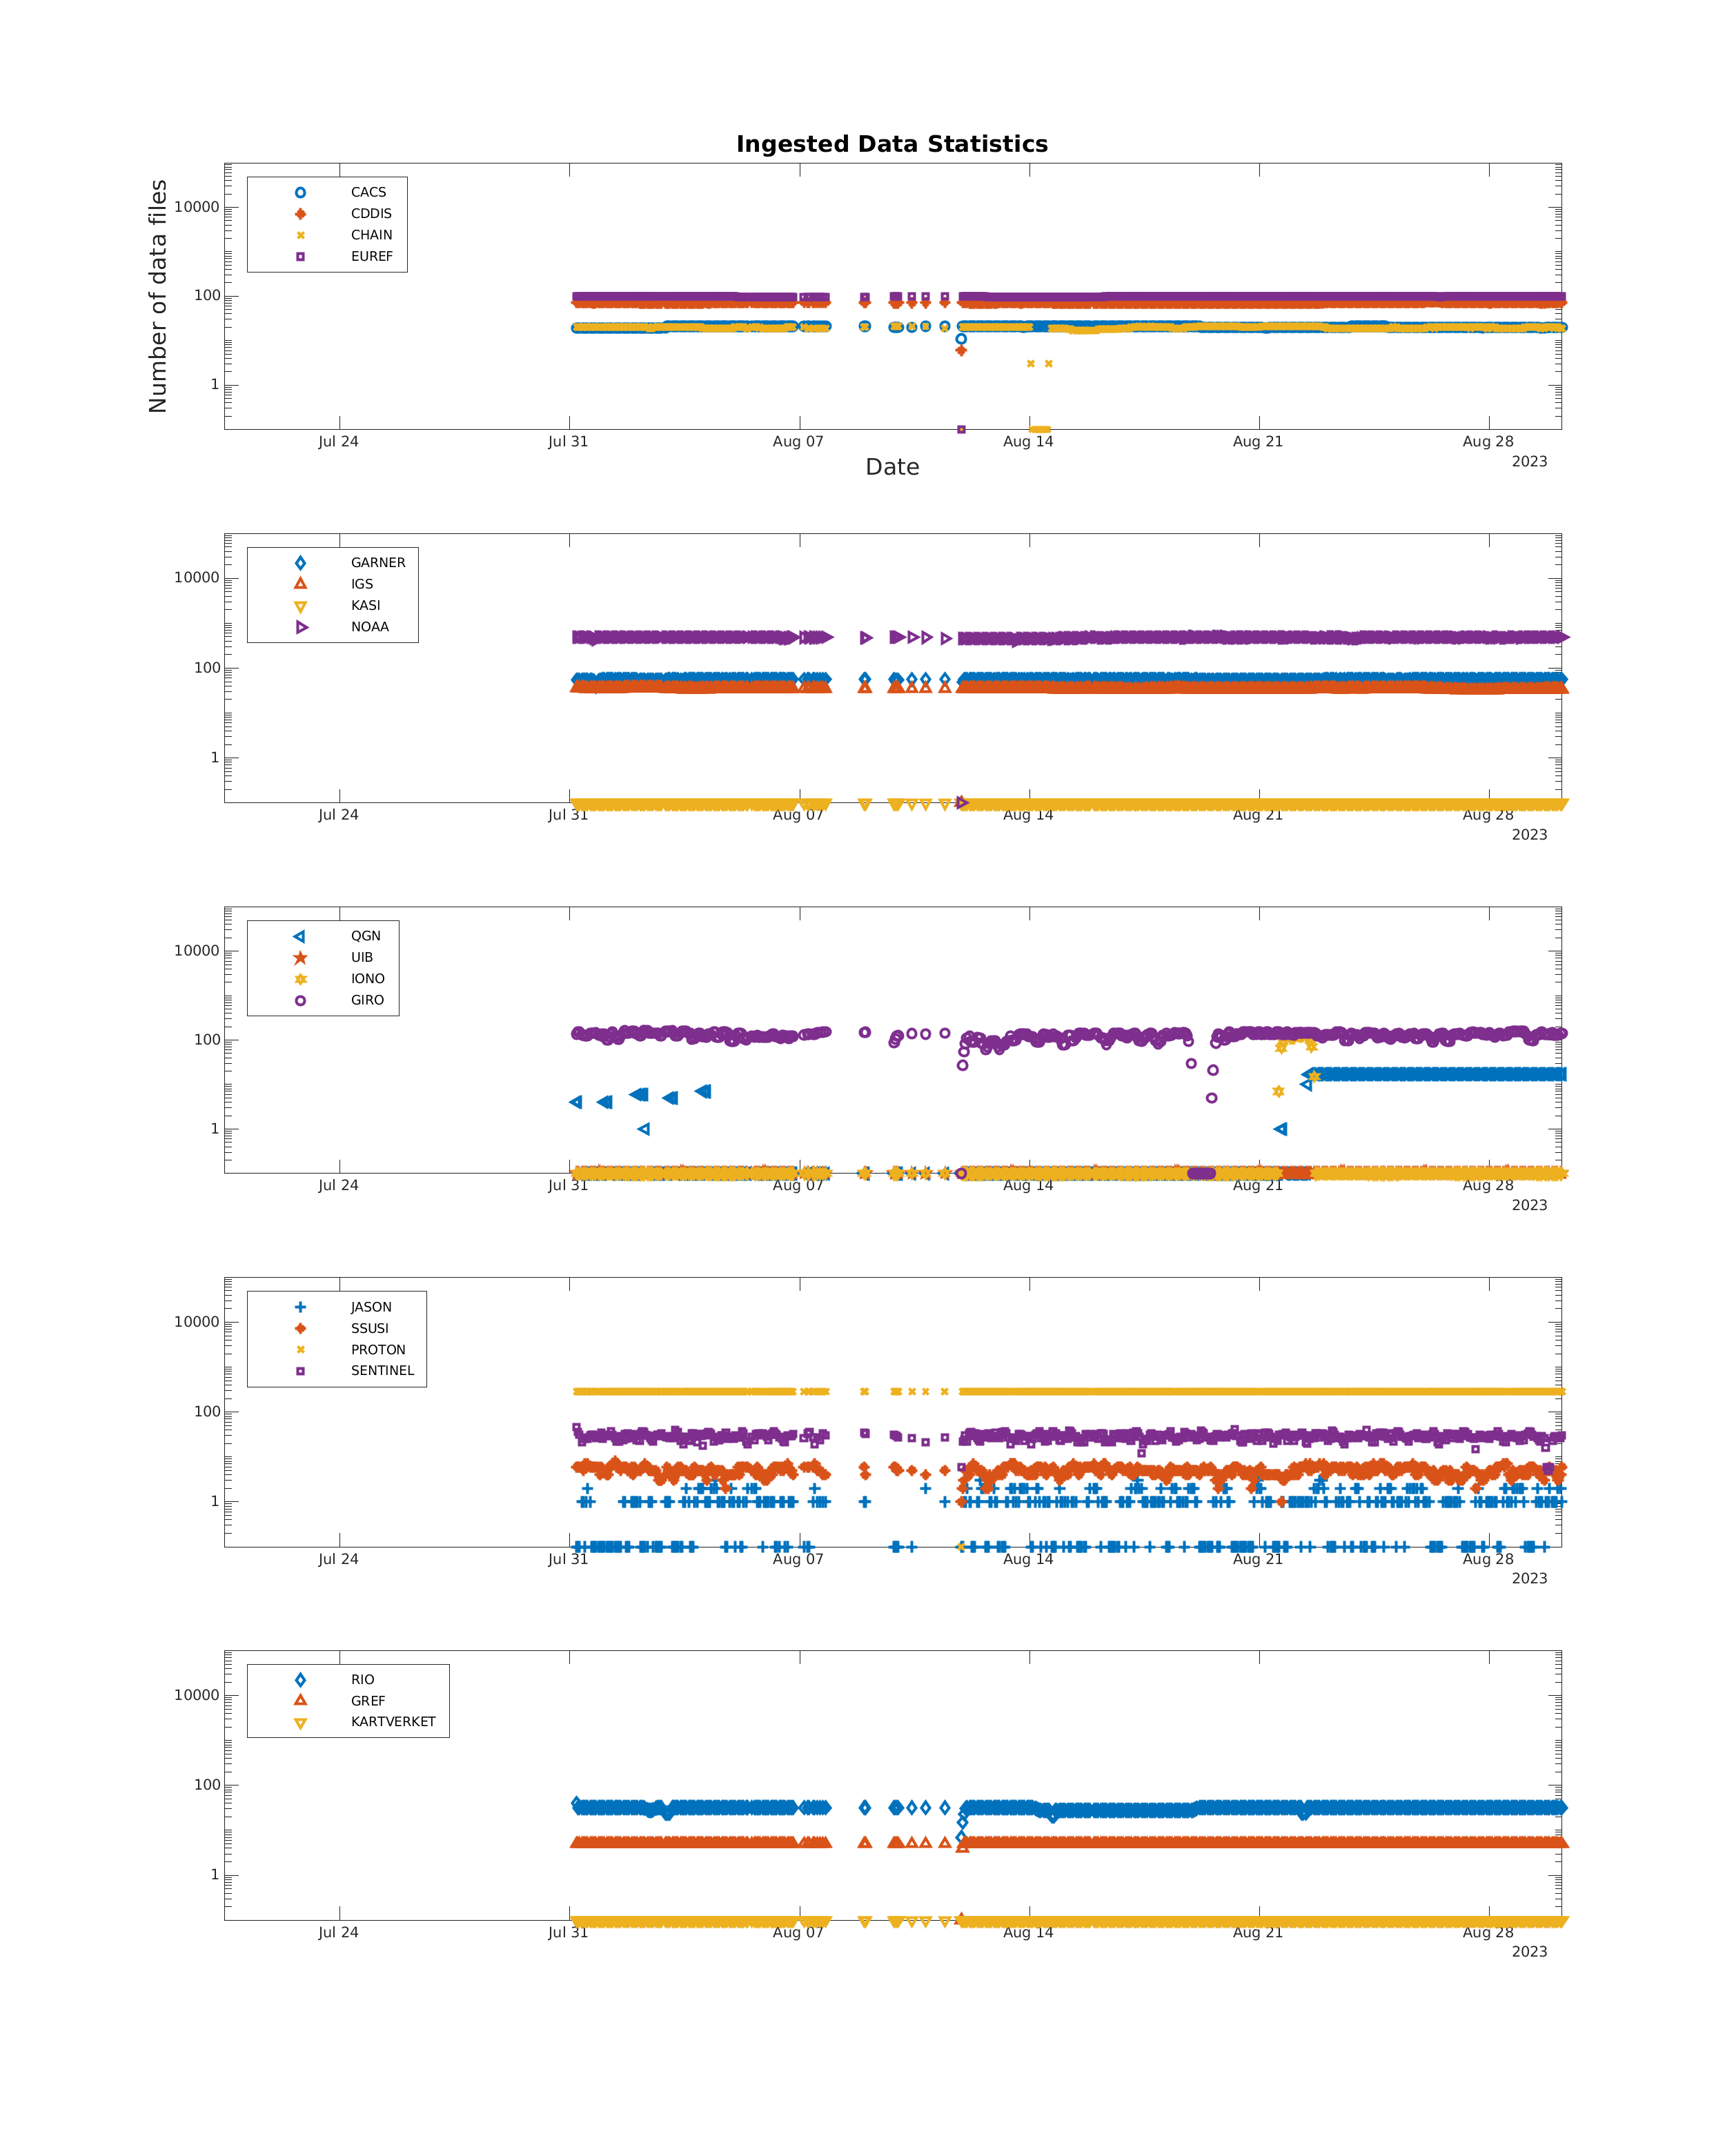 Ingested Data Statistics
Number of data files
10000
100
1
CACS
CDDIS
CHAIN
EUREF
Jul 24 Jul 31 Aug 07 Aug 14 Aug 21 Aug 28
2023
Date
10000
100
1
GARNER
IGS
KASI
NOAA
Jul 24 Jul 31 Aug 07 Aug 14 Aug 21 Aug 28
2023
10000
100
1
QGN
UIB
IONO
GIRO
Jul 24 Jul 31 Aug 07 Aug 14 Aug 21 Aug 28
2023
10000
100
1
JASON
SSUSI
PROTON
SENTINEL
Jul 24 Jul 31 Aug 07 Aug 14 Aug 21 Aug 28
2023
10000
100
1
RIO
GREF
KARTVERKET
Jul 24 Jul 31 Aug 07 Aug 14 Aug 21 Aug 28
2023